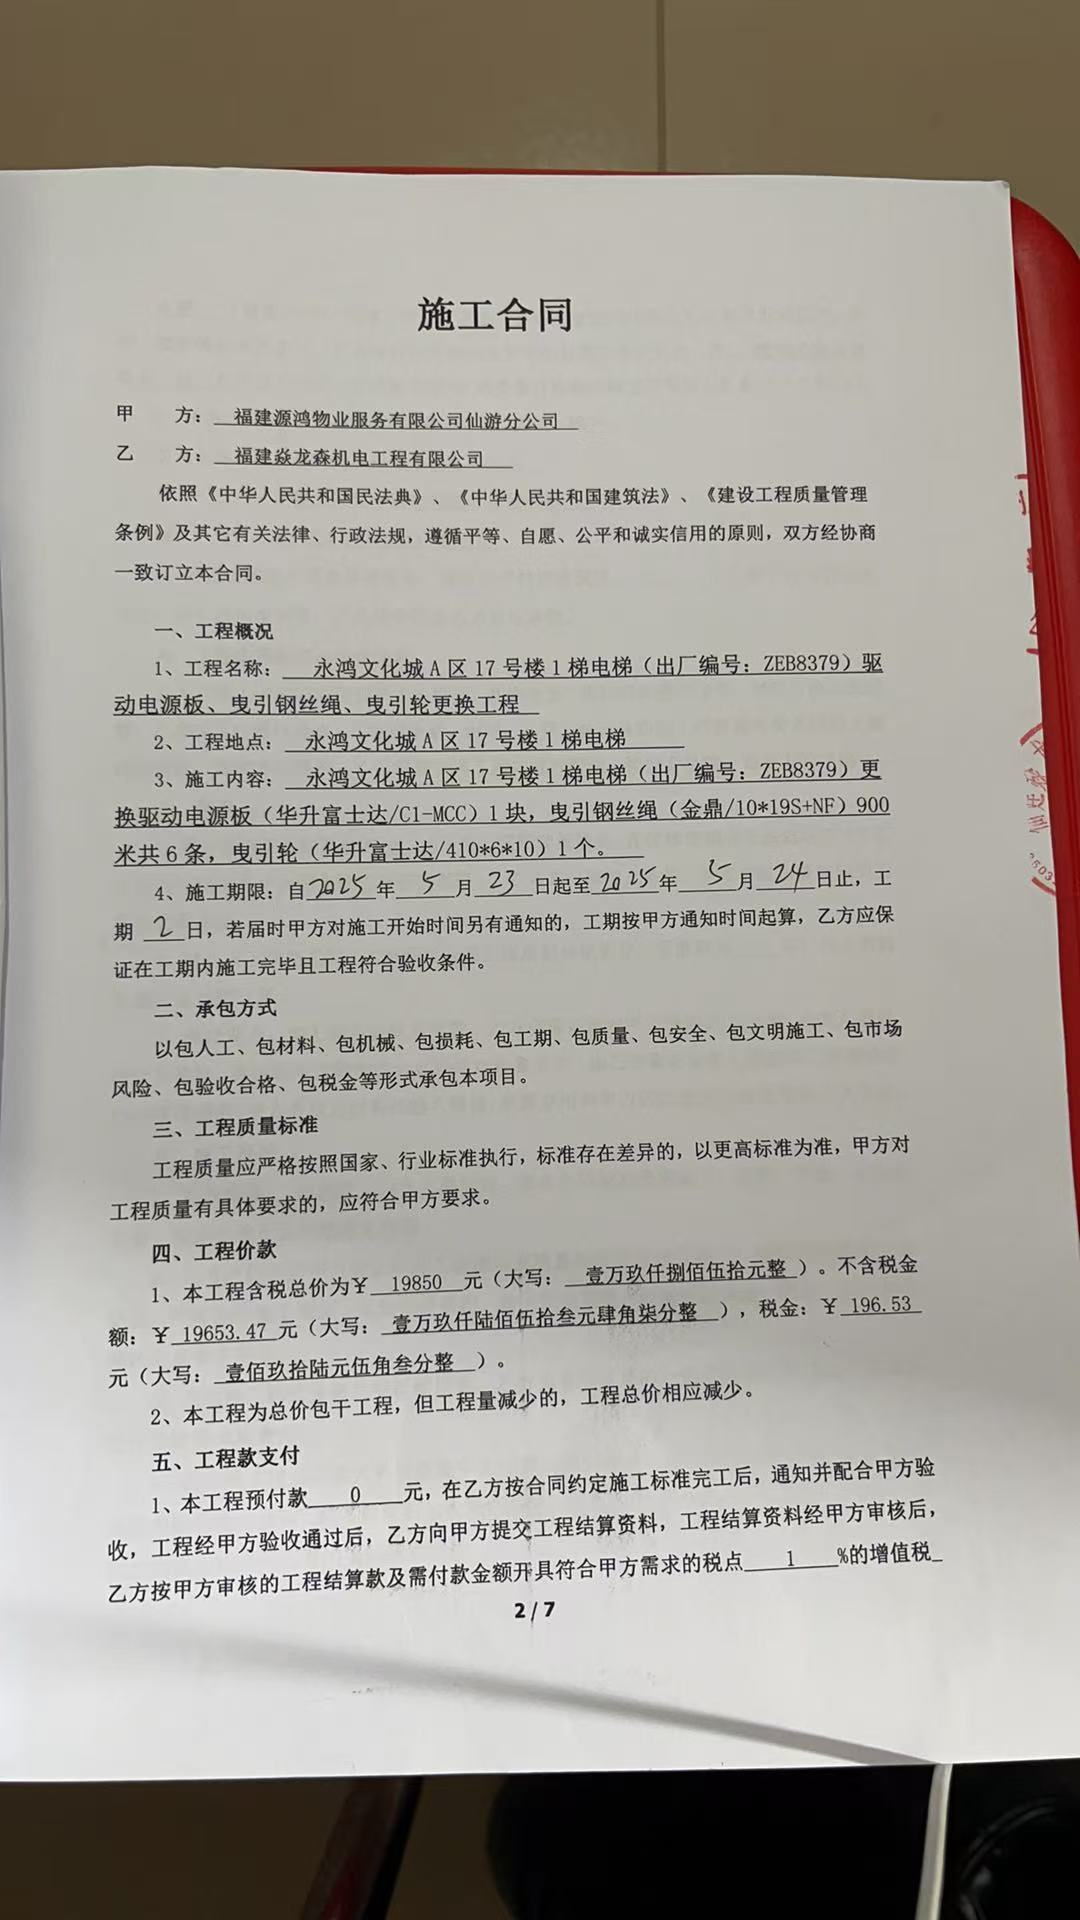 施工合同
甲　　方：福建源鸿物业服务有限公司仙游分公司
乙　　方：福建焱龙森机电工程有限公司
依照《中华人民共和国民法典》、《中华人民共和国建筑法》、《建设工程质量管理
条例》及其它有关法律、行政法规，遵循平等、自愿、公平和诚实信用的原则，双方经协商
一致订立本合同。
一、工程概况
1、工程名称：永鸿文化城A区17号楼1梯电梯（出厂编号：ZEB8379）驱
动电源板、曳引钢丝绳、曳引轮更换工程
2、工程地点：永鸿文化城A区17号楼1梯电梯
3、施工内容：永鸿文化城A区17号楼1梯电梯（出厂编号：ZEB8379）更
换驱动电源板（华升富士达/C1-MCC）1块，曳引钢丝绳（金鼎/10*19S+NF）900
米共6条，曳引轮（华升富士达/410*6*10）1个。
4、施工期限：自2025年5月23日起至2025年5月24日止，工
期2日，若届时甲方对施工开始时间另有通知的，工期按甲方通知时间起算，乙方应保
证在工期内施工完毕且工程符合验收条件。
二、承包方式
以包人工、包材料、包机械、包损耗、包工期、包质量、包安全、包文明施工、包市场
风险、包验收合格、包税金等形式承包本项目。
三、工程质量标准
工程质量应严格按照国家、行业标准执行，标准存在差异的，以更高标准为准，甲方对
工程质量有具体要求的，应符合甲方要求。
四、工程价款
1、本工程含税总价为￥19850元（大写：壹万玖仟捌佰伍拾元整）。不含税金
额：￥19653.47元（大写：壹万玖仟陆佰伍拾叁元肆角柒分整），税金：￥196.53
元（大写：壹佰玖拾陆元伍角叁分整）。
2、本工程为总价包干工程，但工程量减少的，工程总价相应减少。
五、工程款支付
1、本工程预付款0元，在乙方按合同约定施工标准完工后，通知并配合甲方验
收，工程经甲方验收通过后，乙方向甲方提交工程结算资料，工程结算资料经甲方审核后，
乙方按甲方审核的工程结算款及需付款金额开具符合甲方需求的税点1%的增值税
2/7